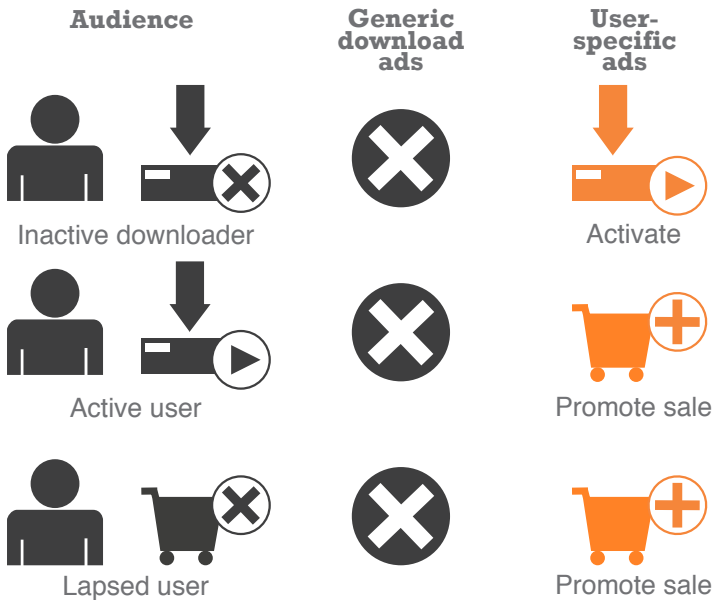 Audience
Generic
download
ads
User-
specific
ads
Inactive downloader
Activate
Active user
Promote sale
Lapsed user
Promote sale